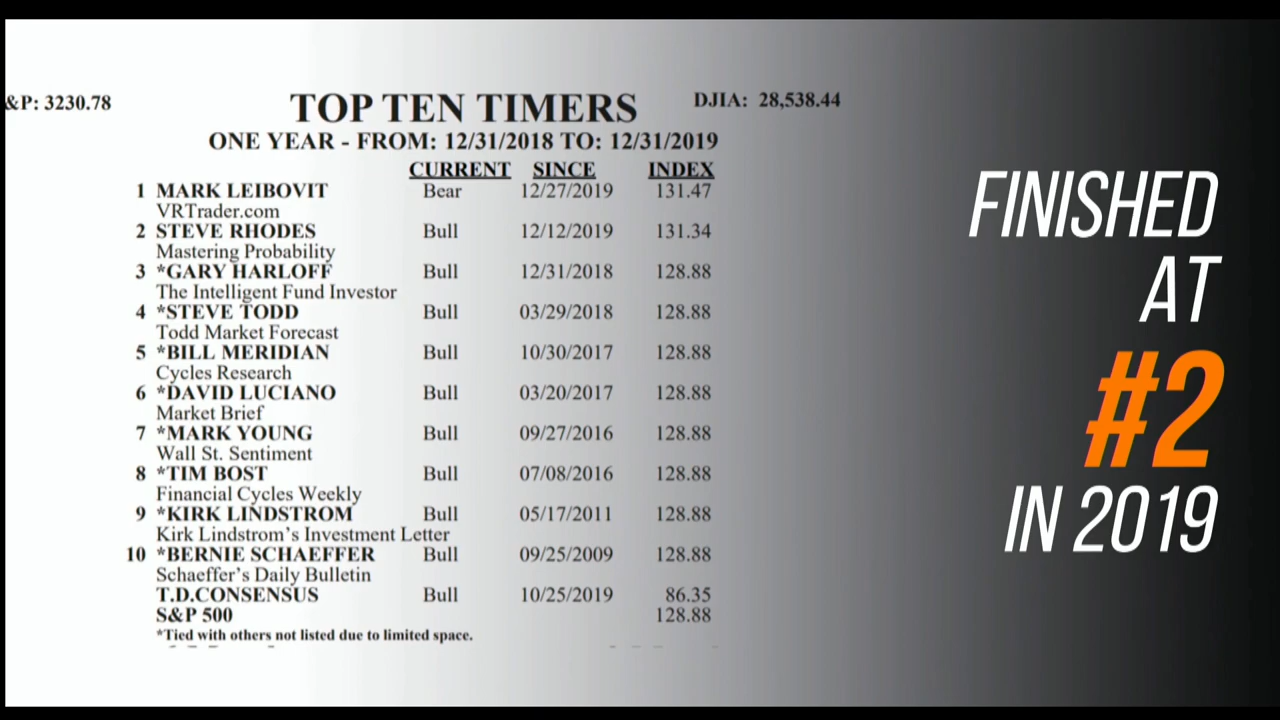 &P: 3230.78
TOP TEN TIMERS
DJIA: 28,538.44
ONE YEAR - FROM: 12/31/2018 TO: 12/31/2019
CURRENT SINCE INDEX
1 MARK LEIBOVIT Bear 12/27/2019 131.47
VRTrader.com
2 STEVE RHODES Bull 12/12/2019 131.34
Mastering Probability
3 *GARY HARLOFF Bull 12/31/2018 128.88
The Intelligent Fund Investor
4 *STEVE TODD Bull 03/29/2018 128.88
Todd Market Forecast
5 *BILL MERIDIAN Bull 10/30/2017 128.88
Cycles Research
6 *DAVID LUCIANO Bull 03/20/2017 128.88
Market Brief
7 *MARK YOUNG Bull 09/27/2016 128.88
Wall St. Sentiment
8 *TIM BOST Bull 07/08/2016 128.88
Financial Cycles Weekly
9 *KIRK LINDSTROM Bull 05/17/2011 128.88
Kirk Lindstrom's Investment Letter
10 *BERNIE SCHAEFFER Bull 09/25/2009 128.88
Schaeffer's Daily Bulletin
T.D.CONSENSUS Bull 10/25/2019 86.35
S&P 500 128.88
*Tied with others not listed due to limited space.
FINISHED
AT
#2
IN 2019